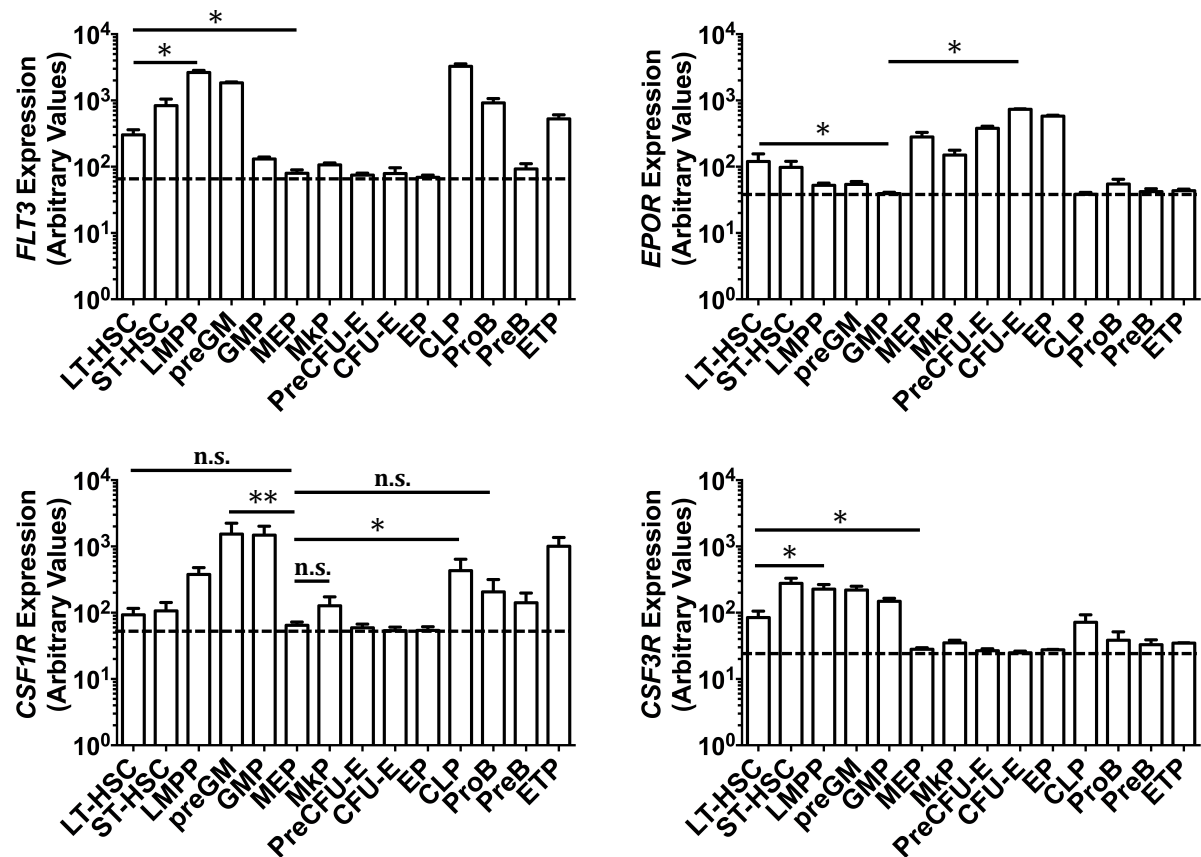 FLT3 Expression
(Arbitrary Values)
10⁴
10³
10²
10¹
10⁰
*
*
LT-HSC
ST-HSC
LMPP
preGM
GMP
MEP
MkP
PreCFU-E
CFU-E
EP
CLP
ProB
PreB
ETP
EPOR Expression
(Arbitrary Values)
10⁴
10³
10²
10¹
10⁰
*
*
LT-HSC
ST-HSC
LMPP
preGM
GMP
MEP
MkP
PreCFU-E
CFU-E
EP
CLP
ProB
PreB
ETP
CSF1R Expression
(Arbitrary Values)
10⁴
10³
10²
10¹
10⁰
n.s.
n.s.
**
*
n.s.
LT-HSC
ST-HSC
LMPP
preGM
GMP
MEP
MkP
PreCFU-E
CFU-E
EP
CLP
ProB
PreB
ETP
CSF3R Expression
(Arbitrary Values)
10⁴
10³
10²
10¹
10⁰
*
*
LT-HSC
ST-HSC
LMPP
preGM
GMP
MEP
MkP
PreCFU-E
CFU-E
EP
CLP
ProB
PreB
ETP